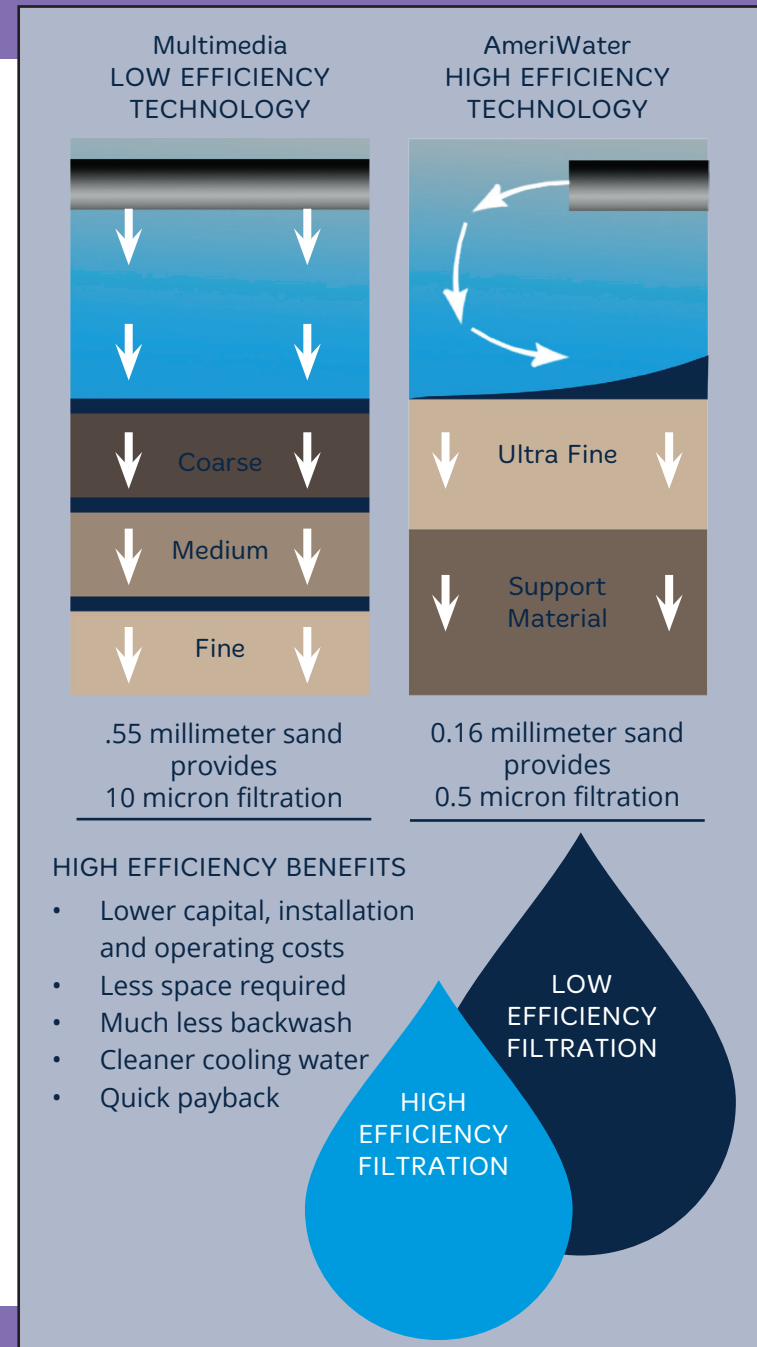 Multimedia
LOW EFFICIENCY
TECHNOLOGY
Coarse
Medium
Fine
.55 millimeter sand
provides
10 micron filtration
AmeriWater
HIGH EFFICIENCY
TECHNOLOGY
Ultra Fine
Support
Material
0.16 millimeter sand
provides
0.5 micron filtration
HIGH EFFICIENCY BENEFITS
• Lower capital, installation
and operating costs
• Less space required
• Much less backwash
• Cleaner cooling water
• Quick payback
LOW
EFFICIENCY
FILTRATION
HIGH
EFFICIENCY
FILTRATION